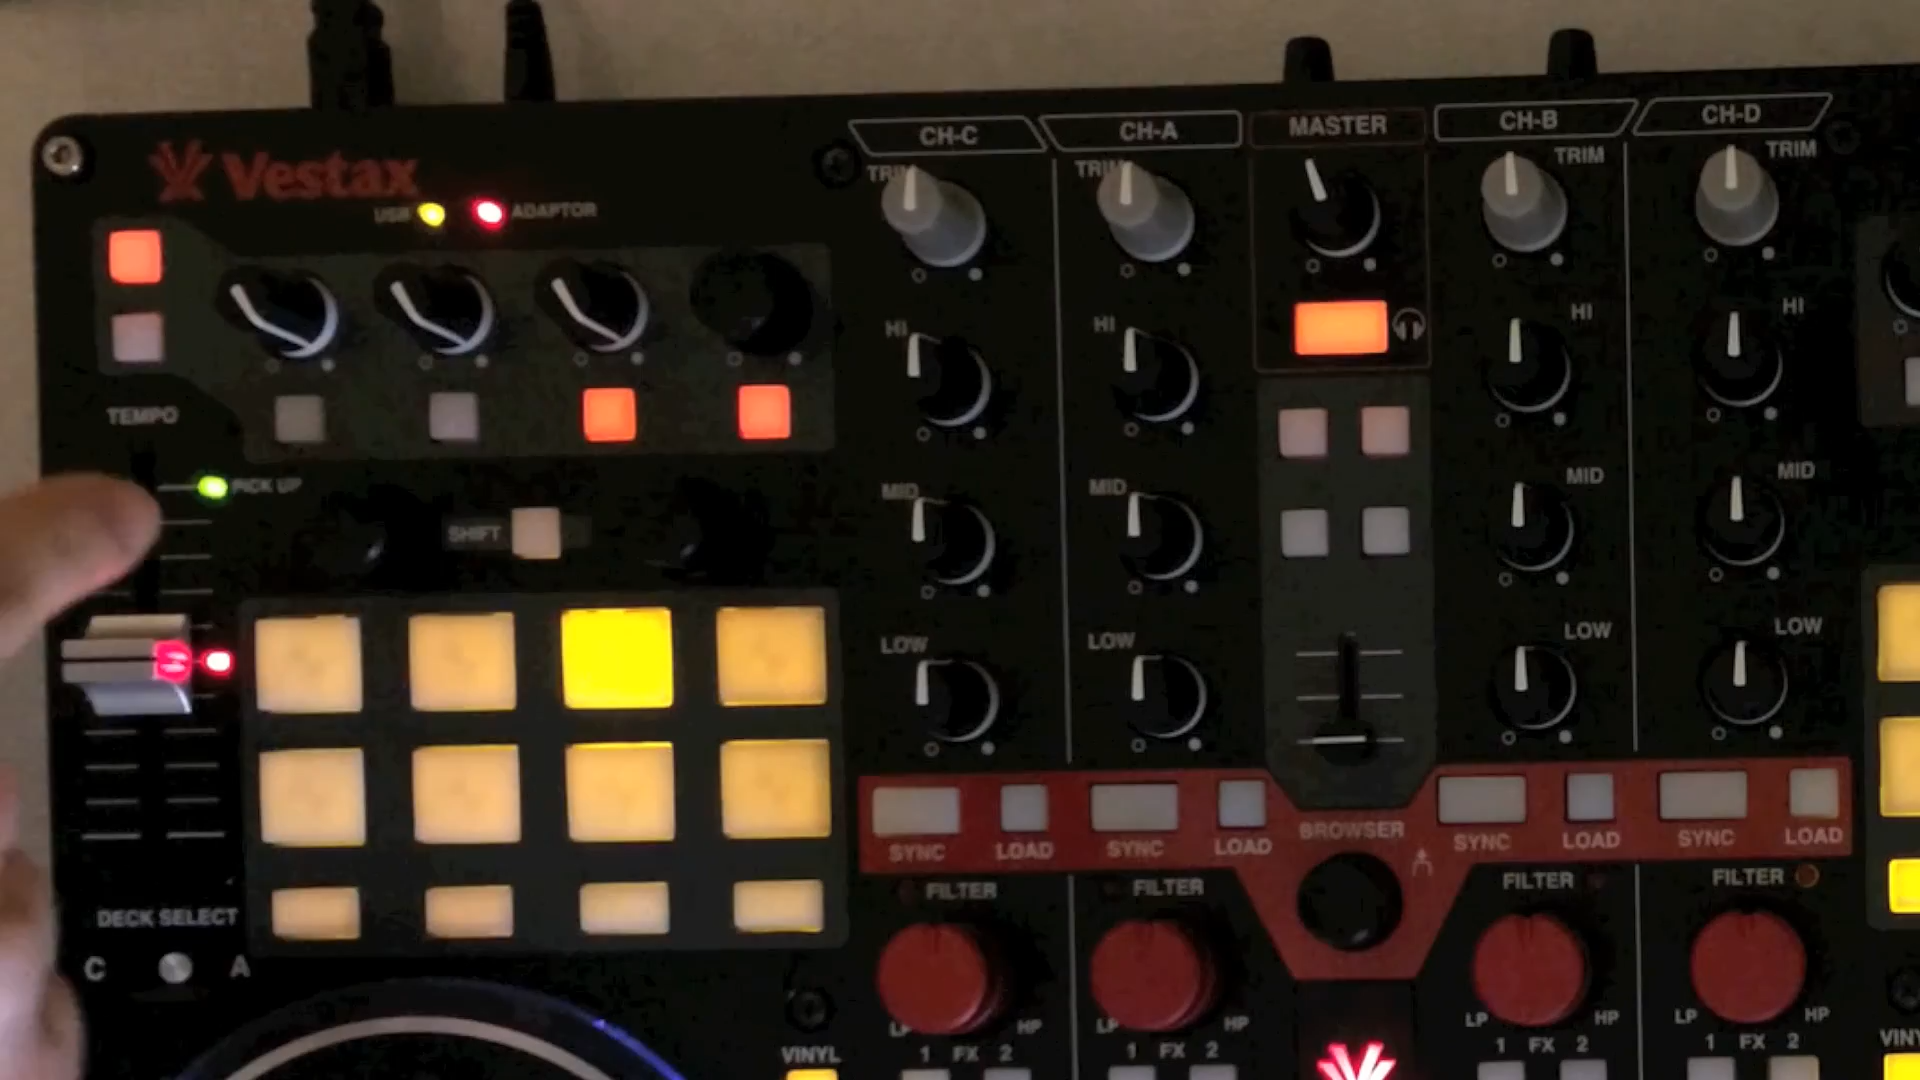 CH-C
CH-A
MASTER
CH-B
CH-D
Vestax
TRIM
TRIM
TRIM
TRIM
USB
ADAPTOR
HI
HI
HI
HI
TEMPO
PICK UP
MID
MID
MID
MID
SHIFT
LOW
LOW
LOW
LOW
SYNC
LOAD
SYNC
LOAD
BROWSER
SYNC
LOAD
SYNC
LOAD
FILTER
FILTER
FILTER
FILTER
DECK SELECT
C
A
LP
HP
LP
HP
LP
HP
LP
HP
VINYL
1 FX 2
1 FX 2
1 FX 2
1 FX 2